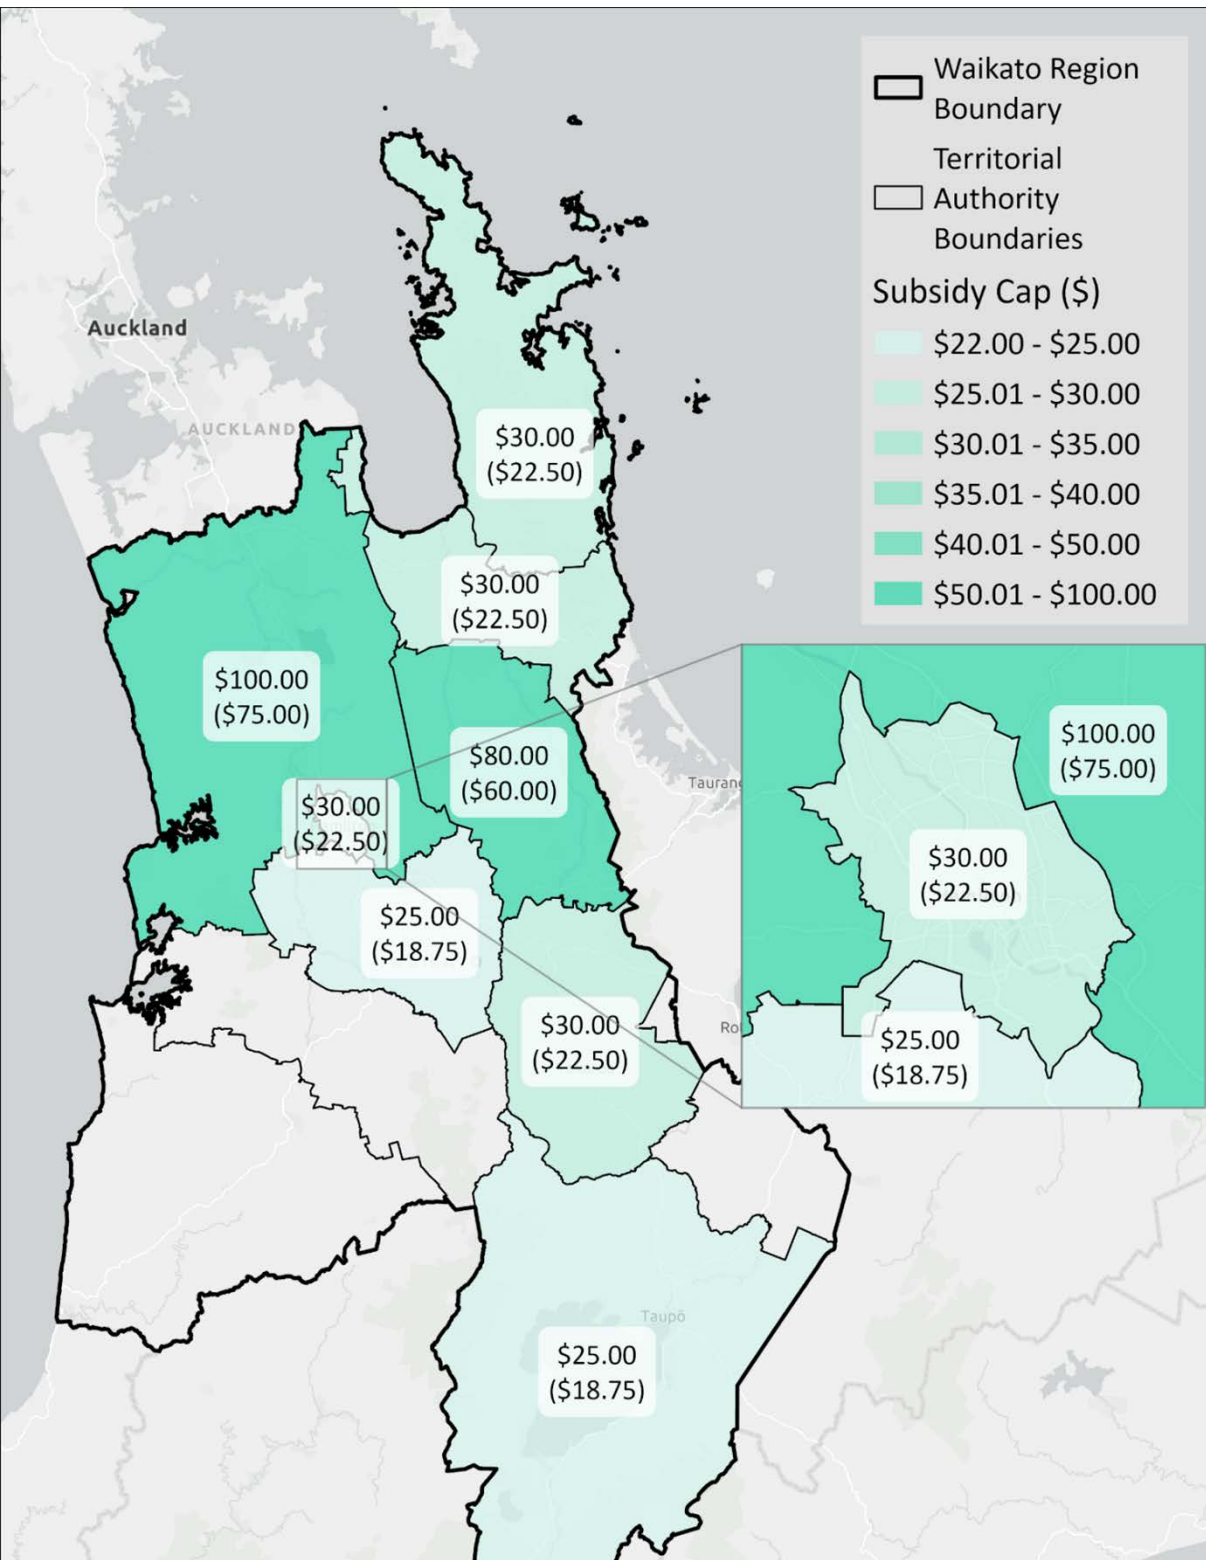 Waikato Region
Boundary
Territorial
Authority
Boundaries
Subsidy Cap ($)
$22.00 - $25.00
$25.01 - $30.00
$30.01 - $35.00
$35.01 - $40.00
$40.01 - $50.00
$50.01 - $100.00
Auckland
AUCKLAND
$30.00
($22.50)
$30.00
($22.50)
$100.00
($75.00)
$80.00
($60.00)
Taurang
$30.00
($22.50)
$25.00
($18.75)
$30.00
($22.50)
Ro
$100.00
($75.00)
$30.00
($22.50)
$25.00
($18.75)
Taupō
$25.00
($18.75)